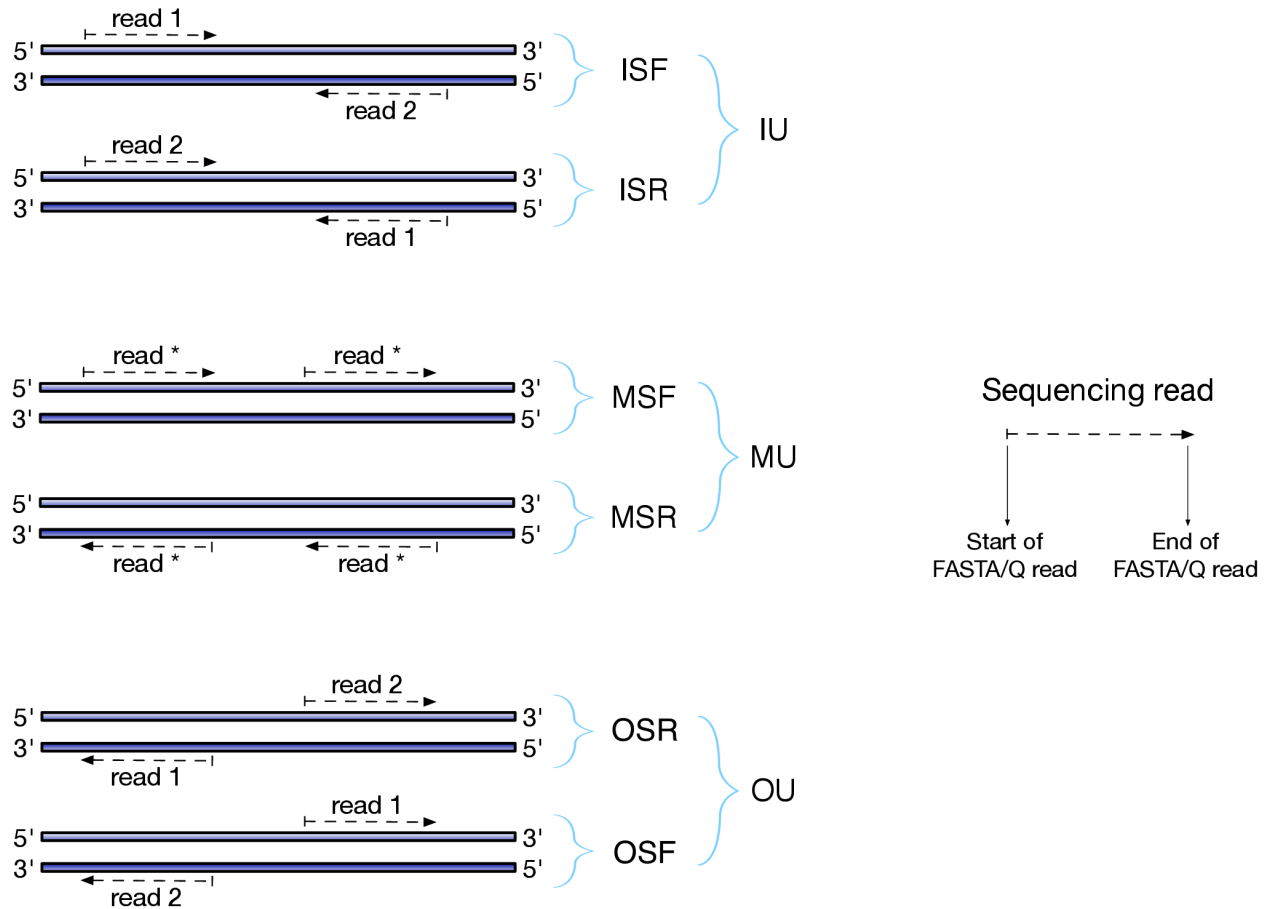 read 1
5' 3'
ISF
3' 5'
read 2
IU
read 2
5' 3'
ISR
3' 5'
read 1
read * read *
5' 3'
MSF
3' 5'
MU
5' 3'
MSR
3' 5'
read * read *
Sequencing read
Start of
FASTA/Q read
End of
FASTA/Q read
read 2
5' 3'
OSR
3' 5'
read 1
OU
read 1
5' 3'
OSF
3' 5'
read 2